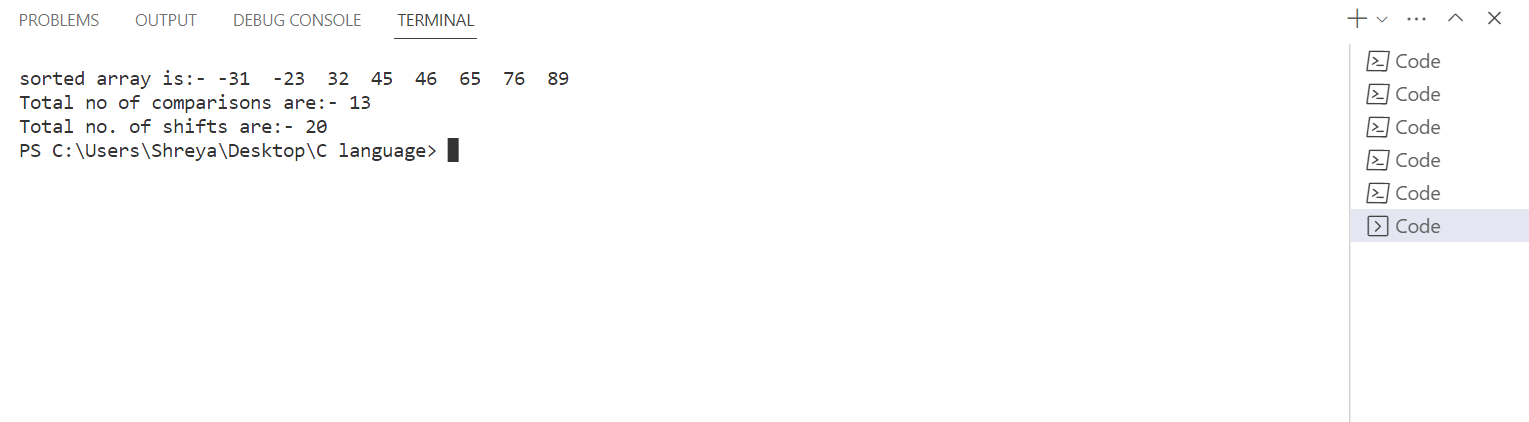 PROBLEMS OUTPUT DEBUG CONSOLE TERMINAL
sorted array is:- -31  -23  32  45  46  65  76  89
Total no of comparisons are:- 13
Total no. of shifts are:- 20
PS C:\Users\Shreya\Desktop\C language>
Code
Code
Code
Code
Code
Code